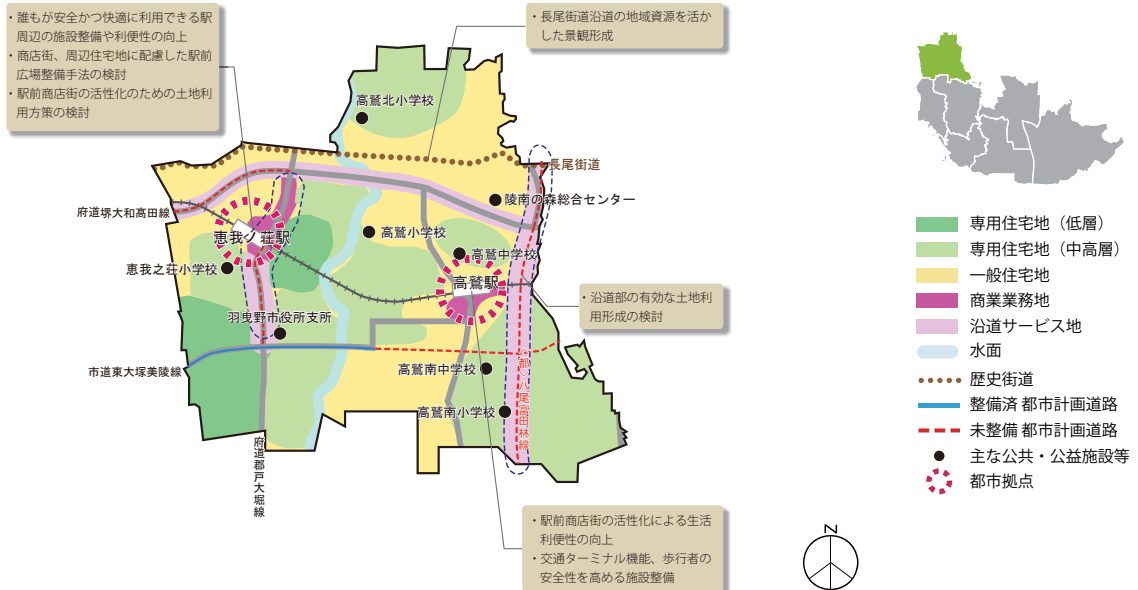 ・誰もが安全かつ快適に利用できる駅
周辺の施設整備や利便性の向上
・商店街、周辺住宅地に配慮した駅前
広場整備手法の検討
・駅前商店街の活性化のための土地利
用方策の検討
・長尾街道沿道の地域資源を活か
した景観形成
高鷲北小学校
長尾街道
陵南の森総合センター
府道堺大和高田線
恵我ノ荘駅
高鷲小学校
高鷲中学校
恵我之荘小学校
高鷲駅
・沿道部の有効な土地利
用形成の検討
羽曳野市役所支所
市道東大塚美陵線
高鷲南中学校
高鷲南小学校
(都)八尾富田林線
府道郡戸大堀線
・駅前商店街の活性化による生活
利便性の向上
・交通ターミナル機能、歩行者の
安全性を高める施設整備
専用住宅地（低層）
専用住宅地（中高層）
一般住宅地
商業業務地
沿道サービス地
水面
歴史街道
整備済 都市計画道路
未整備 都市計画道路
主な公共・公益施設等
都市拠点
N